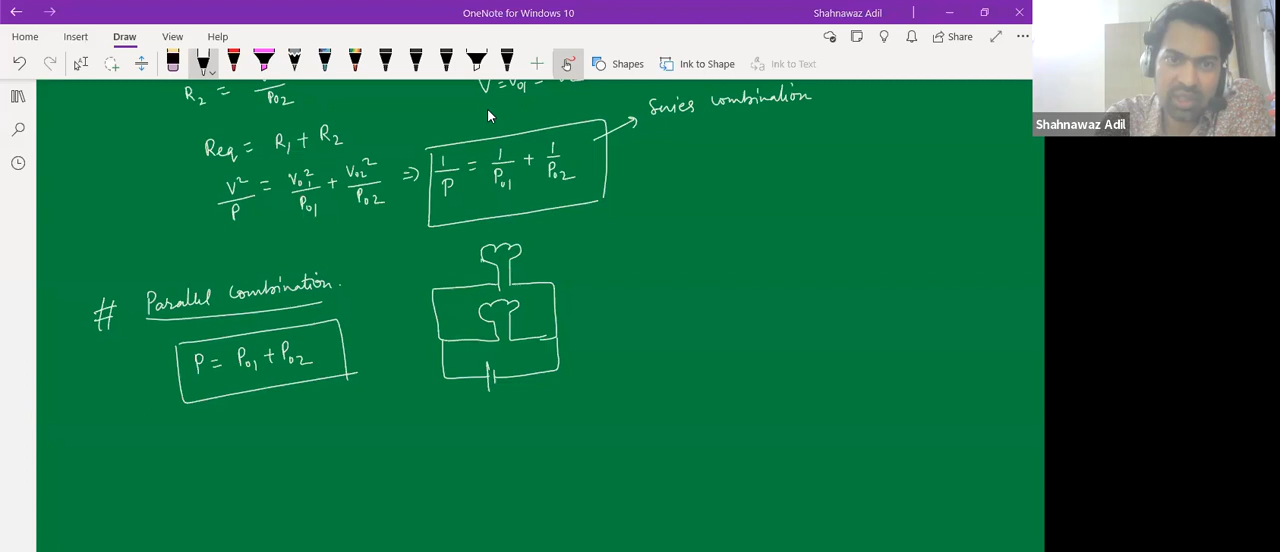 OneNote for Windows 10
Shahnawaz Adil
Home Insert Draw View Help
Shapes Ink to Shape Ink to Text Share
R₂ = P₀₂
Series combination
Shahnawaz Adil
Req = R₁ + R₂
V²/P = V₀₁²/P₀₁ + V₀₂²/P₀₂ ⇒ 1/P = 1/P₀₁ + 1/P₀₂
# Parallel combination.
P = P₀₁ + P₀₂